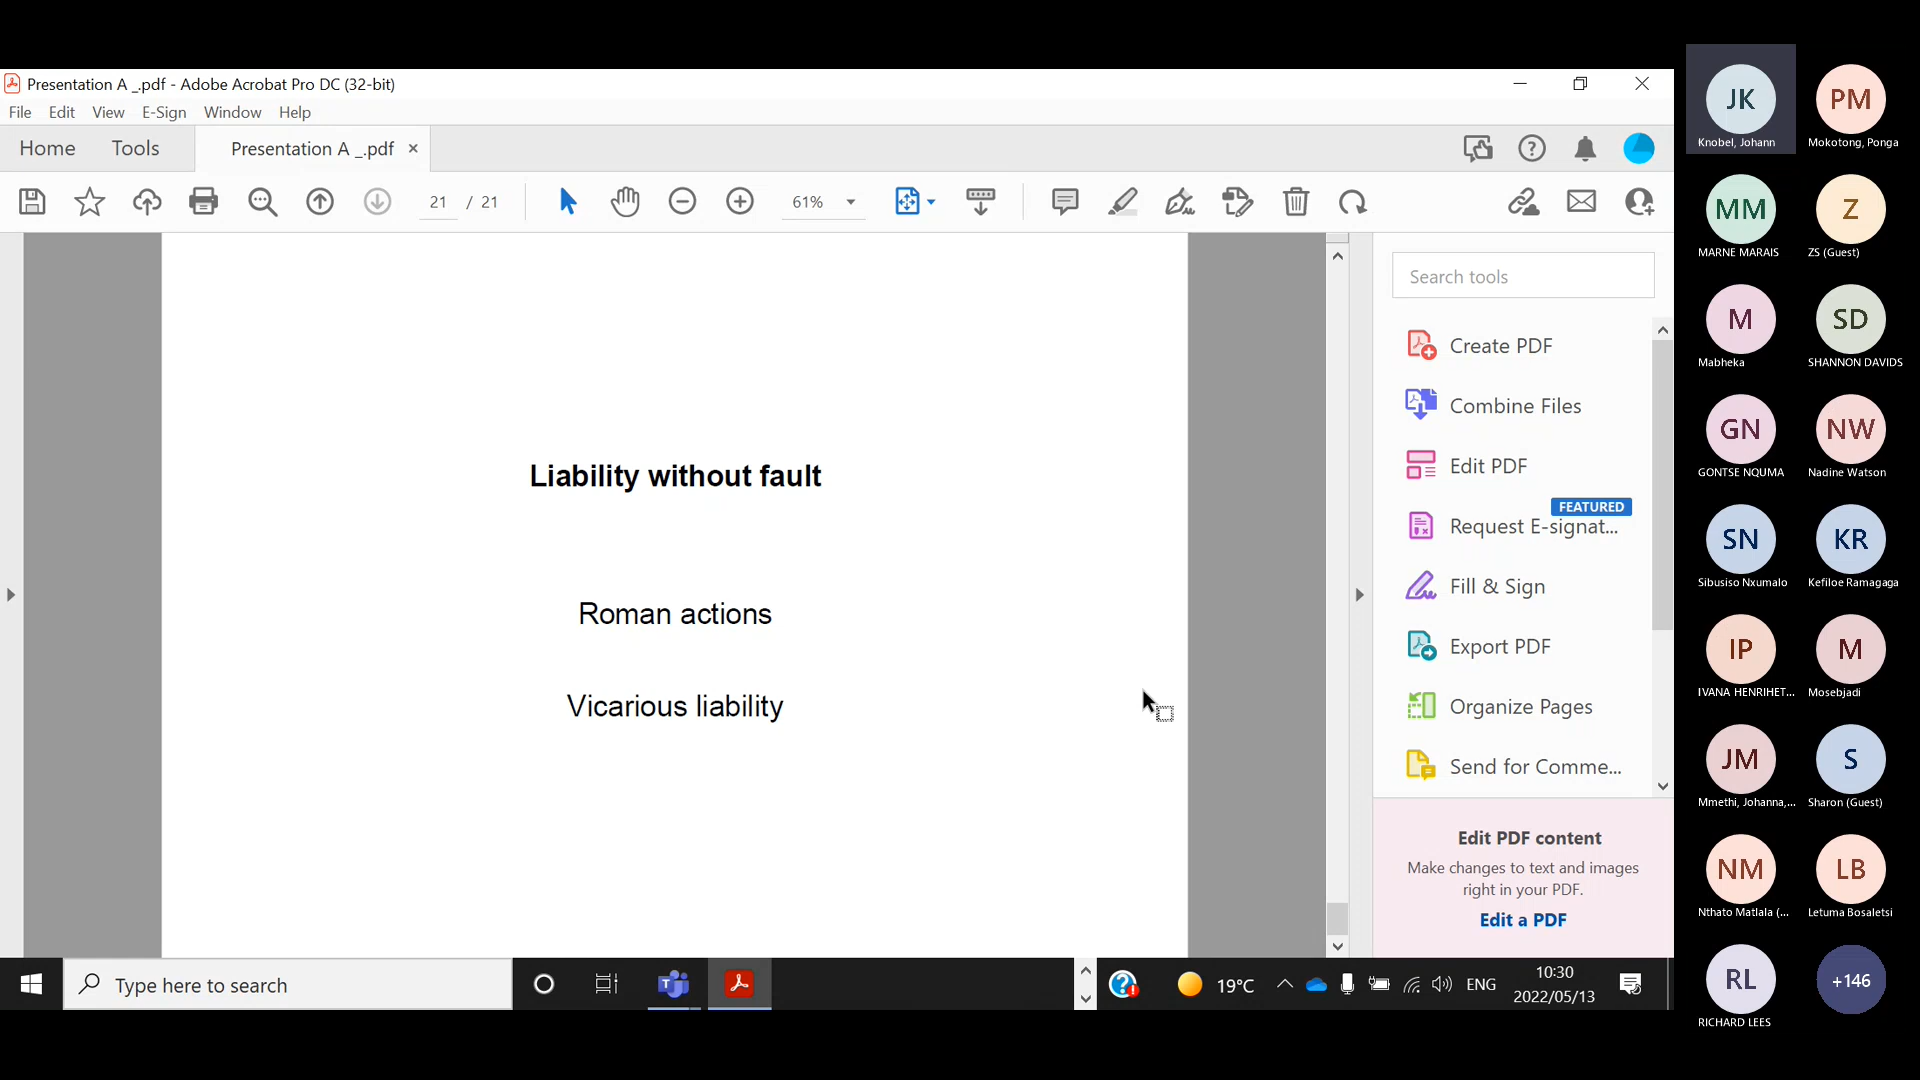 Presentation A _.pdf - Adobe Acrobat Pro DC (32-bit)
File Edit View E-Sign Window Help
Home Tools Presentation A _.pdf ×
21 / 21 61%
Liability without fault
Roman actions
Vicarious liability
Search tools
Create PDF
Combine Files
Edit PDF
FEATURED
Request E-signat...
Fill & Sign
Export PDF
Organize Pages
Send for Comme...
Edit PDF content
Make changes to text and images
right in your PDF.
Edit a PDF
Type here to search
19°C
ENG
10:30
2022/05/13
JK PM
Knobel, Johann Mokotong, Ponga
MM Z
MARNE MARAIS ZS (Guest)
M SD
Mabheka SHANNON DAVIDS
GN NW
GONTSE NQUMA Nadine Watson
SN KR
Sibusiso Nxumalo Kefiloe Ramagaga
IP M
IVANA HENRIHET... Mosebjadi
JM S
Mmethi, Johanna,... Sharon (Guest)
NM LB
Nthato Matlala (... Letuma Bosaletsi
RL +146
RICHARD LEES